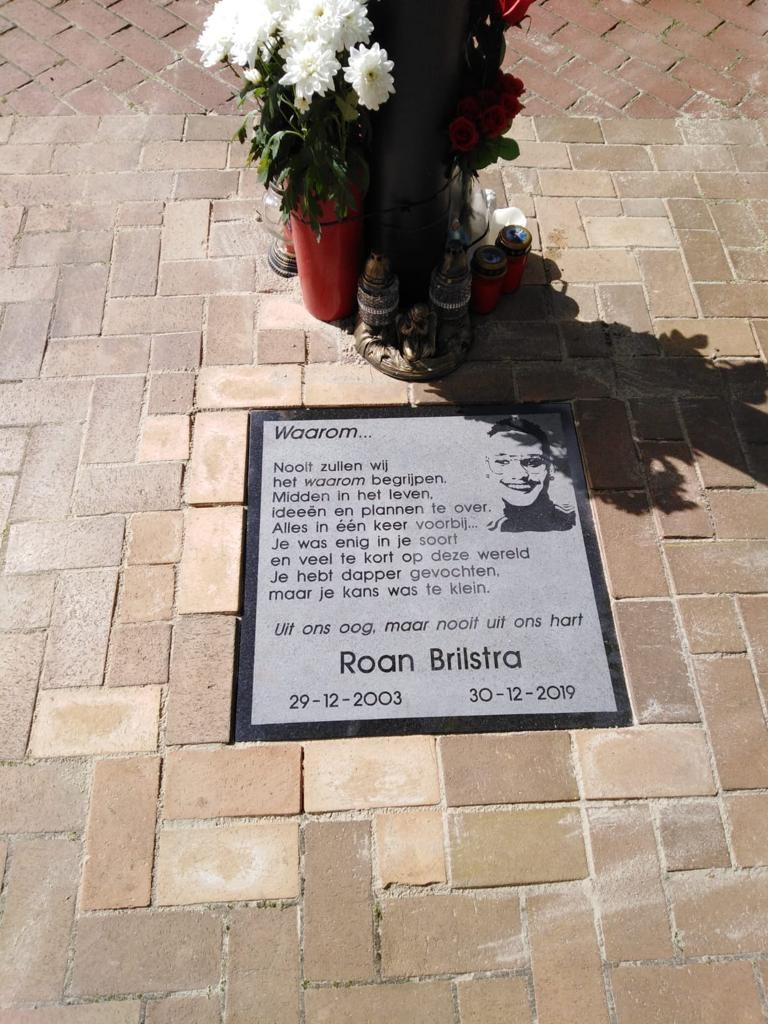 Waarom...
Nooit zullen wij
het waarom begrijpen.
Midden in het leven,
ideeën en plannen te over.
Alles in één keer voorbij...
Je was enig in je soort
en veel te kort op deze wereld
Je hebt dapper gevochten,
maar je kans was te klein.
Uit ons oog, maar nooit uit ons hart
Roan Brilstra
29-12-2003 30-12-2019